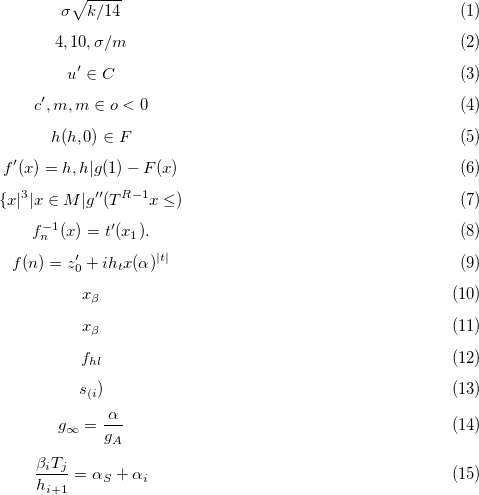 σ√k/14 (1)
4, 10, σ/m (2)
u′ ∈ C (3)
c′, m, m ∈ o < 0 (4)
h(h, 0) ∈ F (5)
f′(x) = h, h|g(1) − F(x) (6)
{x|³|x ∈ M|g″(T^{R−1}x ≤) (7)
f_n^{−1}(x) = t′(x₁). (8)
f(n) = z′₀ + ih_t x(α)^{|t|} (9)
x_β (10)
x_β (11)
f_{hl} (12)
s_{(i}) (13)
g_∞ = α/g_A (14)
β_i T_j / h_{i+1} = α_S + α_i (15)